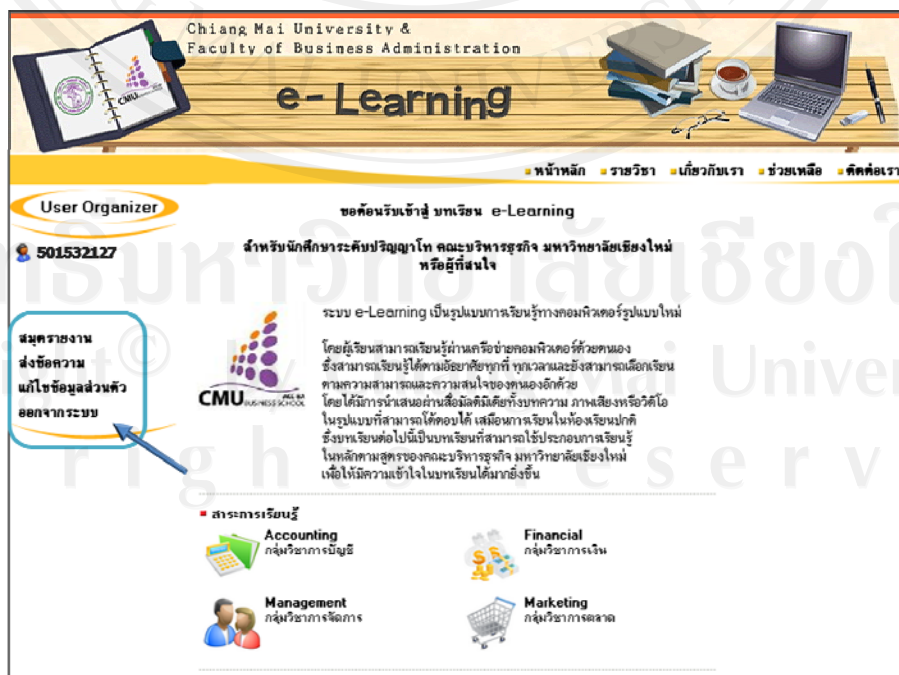 Chiang Mai University &
Faculty of Business Administration
e-Learning
หน้าหลัก รายวิชา เกี่ยวกับเรา ช่วยเหลือ ติดต่อเรา
User Organizer
501532127
สมุดรายงาน
ส่งข้อความ
แก้ไขข้อมูลส่วนตัว
ออกจากระบบ
ขอต้อนรับเข้าสู่ บทเรียน e-Learning
สำหรับนักศึกษาระดับปริญญาโท คณะบริหารธุรกิจ มหาวิทยาลัยเชียงใหม่
หรือผู้ที่สนใจ
CMU BUSINESS SCHOOL
ระบบ e-Learning เป็นรูปแบบการเรียนรู้ทางคอมพิวเตอร์รูปแบบใหม่
โดยผู้เรียนสามารถเรียนรู้ผ่านเครือข่ายคอมพิวเตอร์ด้วยตนเอง
ซึ่งสามารถเรียนรู้ได้ตามอัธยาศัยทุกที่ ทุกเวลาและยังสามารถเลือกเรียน
ตามความสามารถและความสนใจของตนเองอีกด้วย
โดยได้มีการนำเสนอผ่านสื่อมัลติมีเดียทั้งบทความ ภาพเสียงหรือวิดีโอ
ในรูปแบบที่สามารถโต้ตอบได้ เสมือนการเรียนในห้องเรียนปกติ
ซึ่งบทเรียนต่อไปนี้เป็นบทเรียนที่สามารถใช้ประกอบการเรียนรู้
ในหลักตามสูตรของคณะบริหารธุรกิจ มหาวิทยาลัยเชียงใหม่
เพื่อให้มีความเข้าใจในบทเรียนได้มากยิ่งขึ้น
สาระการเรียนรู้
Accounting
กลุ่มวิชาการบัญชี
Financial
กลุ่มวิชาการเงิน
Management
กลุ่มวิชาการจัดการ
Marketing
กลุ่มวิชาการตลาด